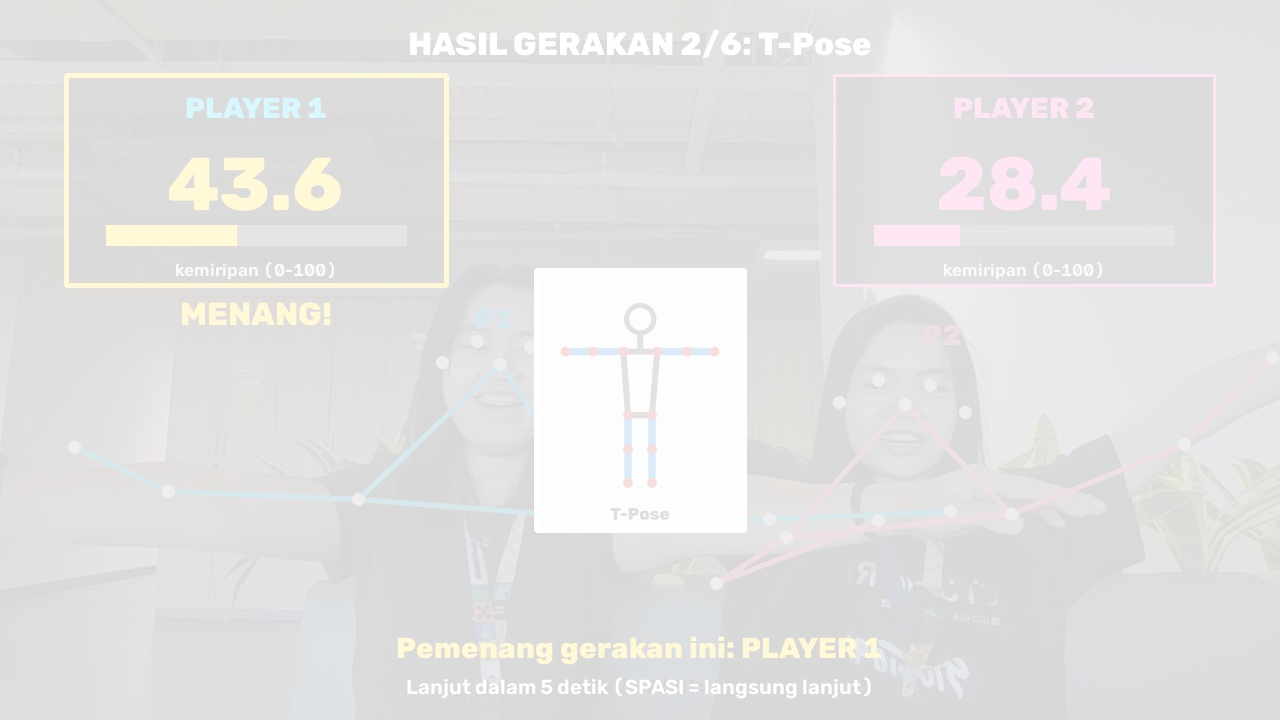 HASIL GERAKAN 2/6: T-Pose
PLAYER 1
43.6
kemiripan (0-100)
MENANG!
PLAYER 2
28.4
kemiripan (0-100)
P1
P2
T-Pose
Pemenang gerakan ini: PLAYER 1
Lanjut dalam 5 detik (SPASI = langsung lanjut)